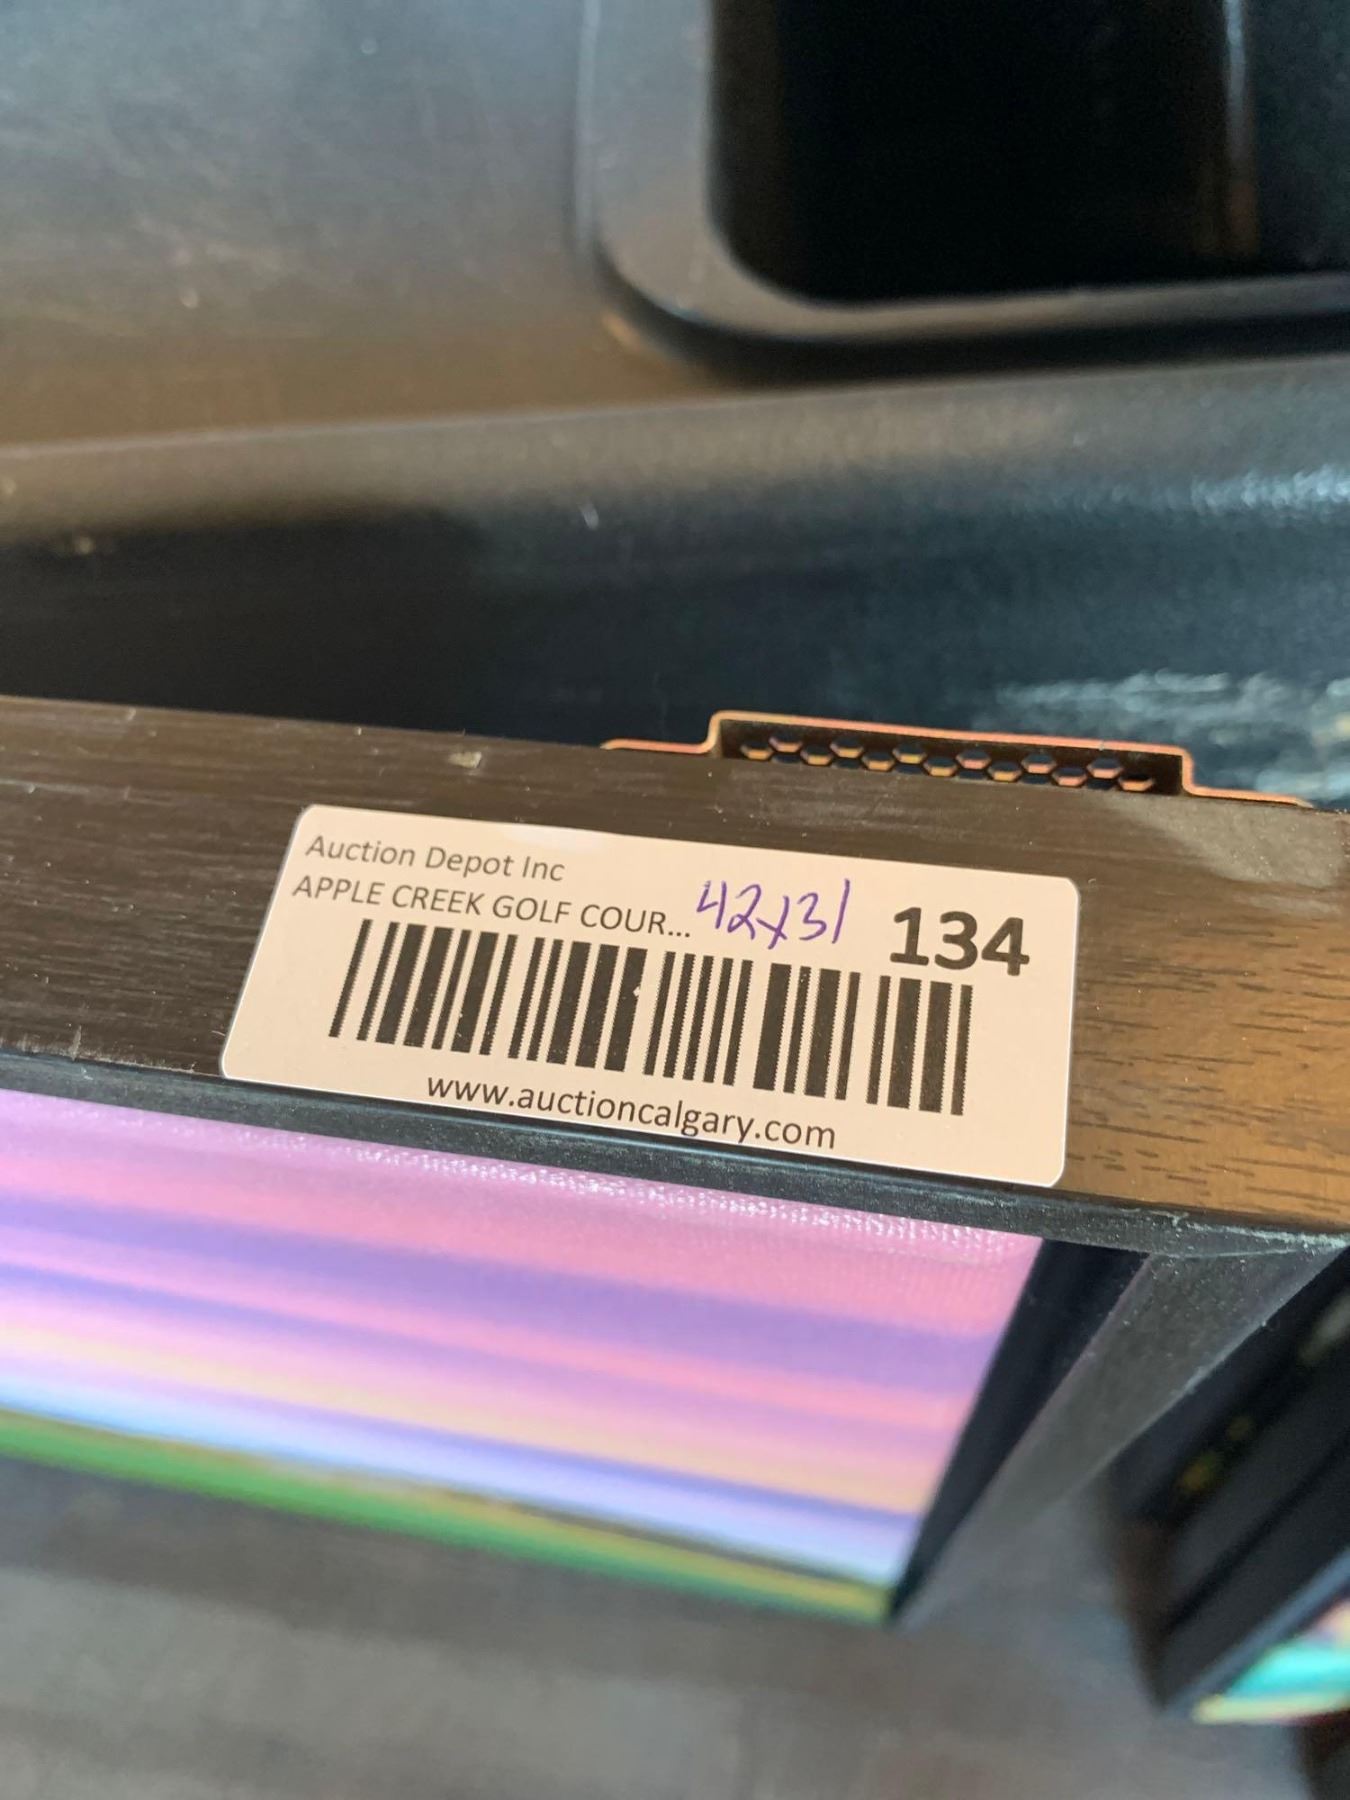 Auction Depot Inc
APPLE CREEK GOLF COUR... 42x31 134
www.auctioncalgary.com